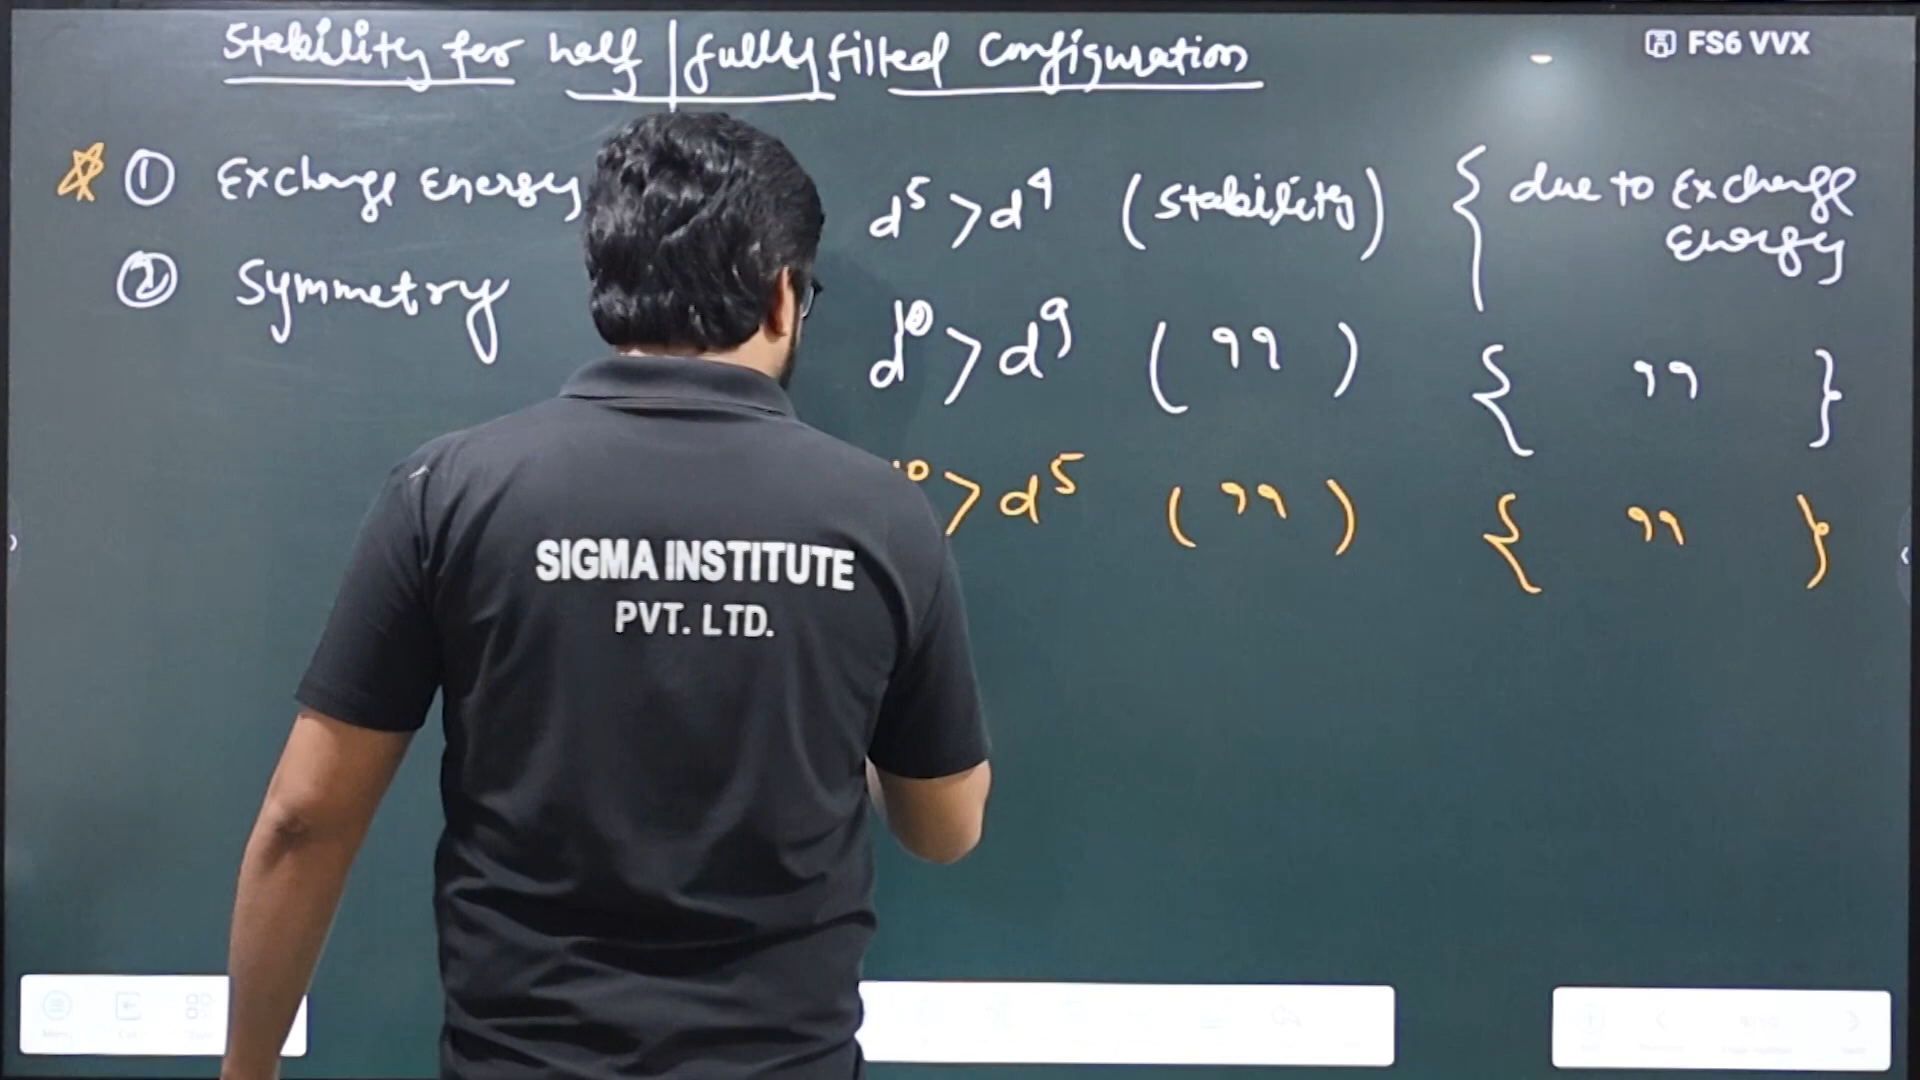 Stability for half | fully filled Configuration
FS6 VVX
① Exchange Energy
d⁵ > d⁴ (stability) { due to Exchange Energy
② Symmetry
d¹⁰ > d⁹ ( " ) { " }
> d⁵ ( " ) { " }
SIGMA INSTITUTE
PVT. LTD.